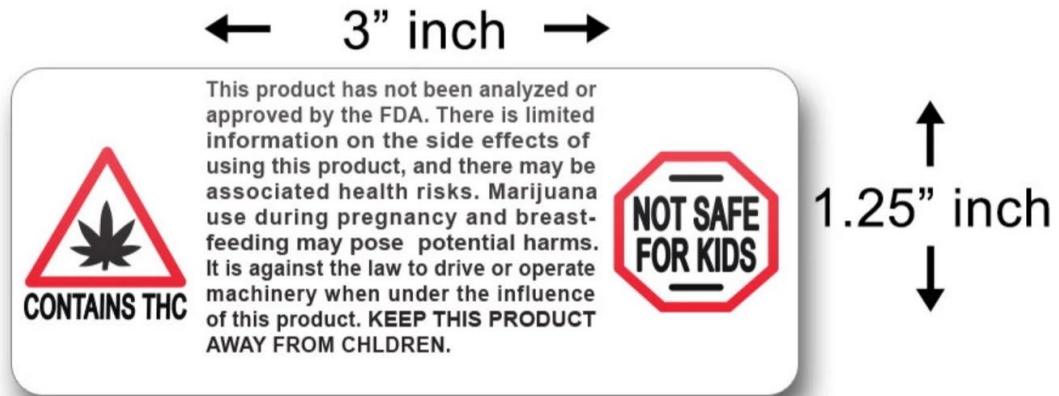 3” inch
This product has not been analyzed or
approved by the FDA. There is limited
information on the side effects of
using this product, and there may be
associated health risks. Marijuana
use during pregnancy and breast-
feeding may pose potential harms.
It is against the law to drive or operate
machinery when under the influence
of this product. KEEP THIS PRODUCT
AWAY FROM CHLDREN.
CONTAINS THC
NOT SAFE
FOR KIDS
1.25” inch